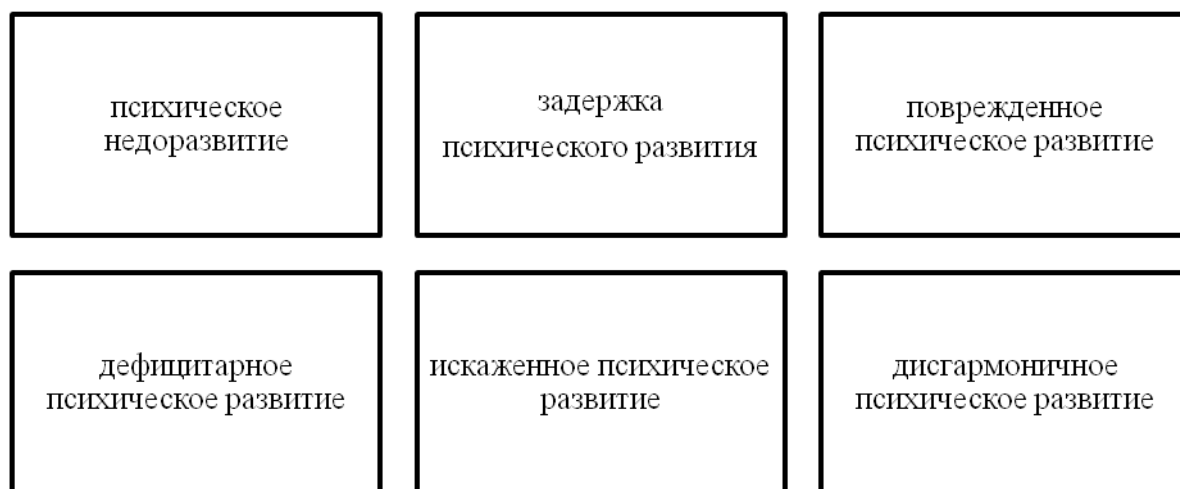 психическое
недоразвитие
задержка
психического развития
поврежденное
психическое развитие
дефицитарное
психическое развитие
искаженное психическое
развитие
дисгармоничное
психическое развитие